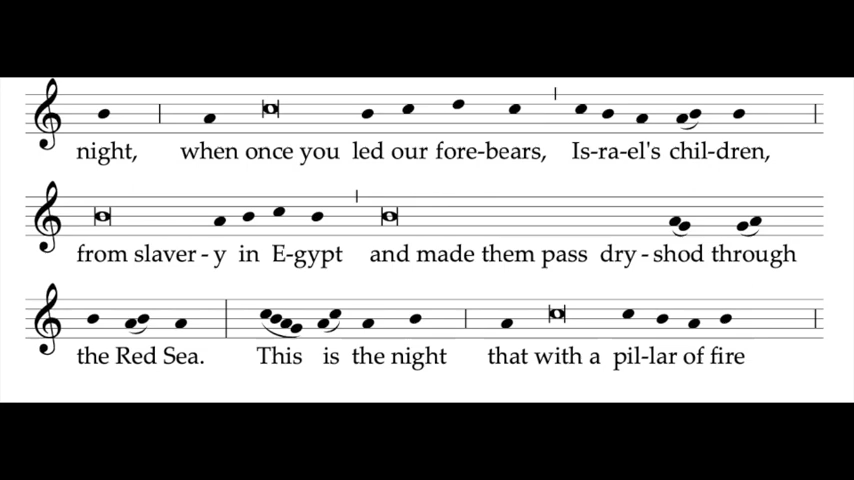 night, when once you led our fore-bears, Is-ra-el's chil-dren,
from slaver-y in E-gypt and made them pass dry-shod through
the Red Sea. This is the night that with a pil-lar of fire